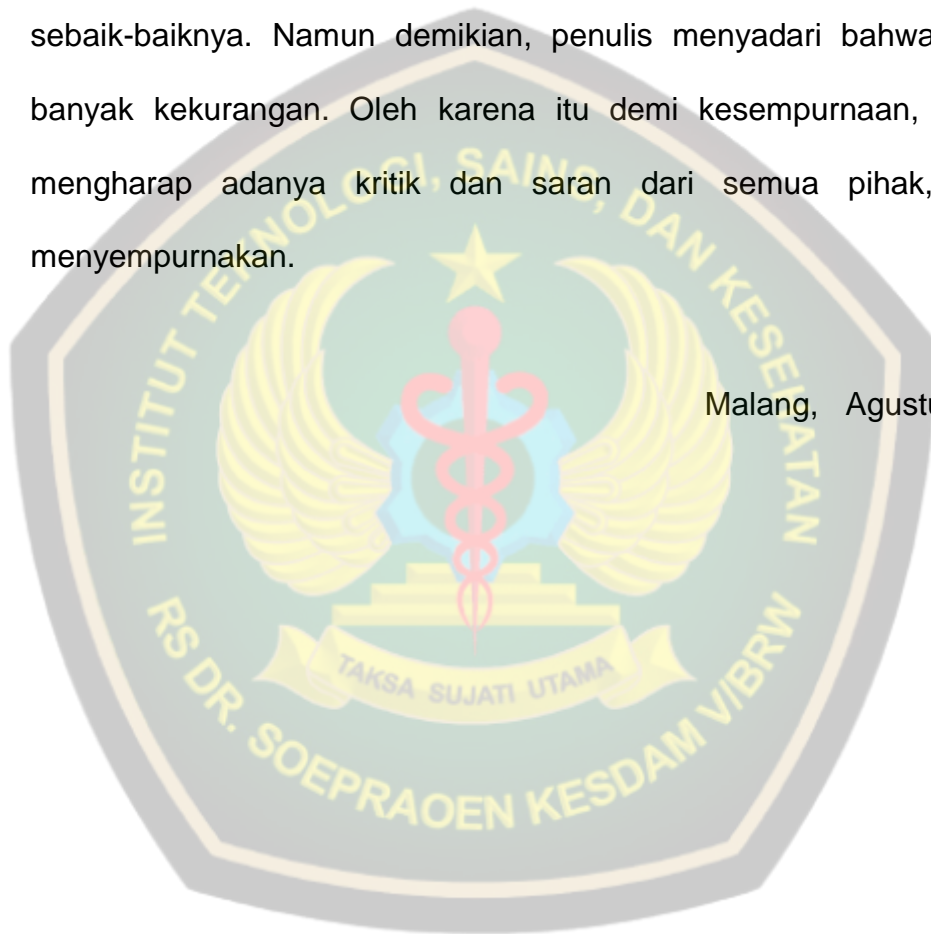 sebaik-baiknya. Namun demikian, penulis menyadari bahwa
banyak kekurangan. Oleh karena itu demi kesempurnaan,
mengharap adanya kritik dan saran dari semua pihak,
menyempurnakan.
Malang, Agustu
INSTITUT TEKNOLOGI, SAINS, DAN KESEHATAN
TAKSA SUJATI UTAMA
RS DR. SOEPRAOEN KESDAM V/BRW